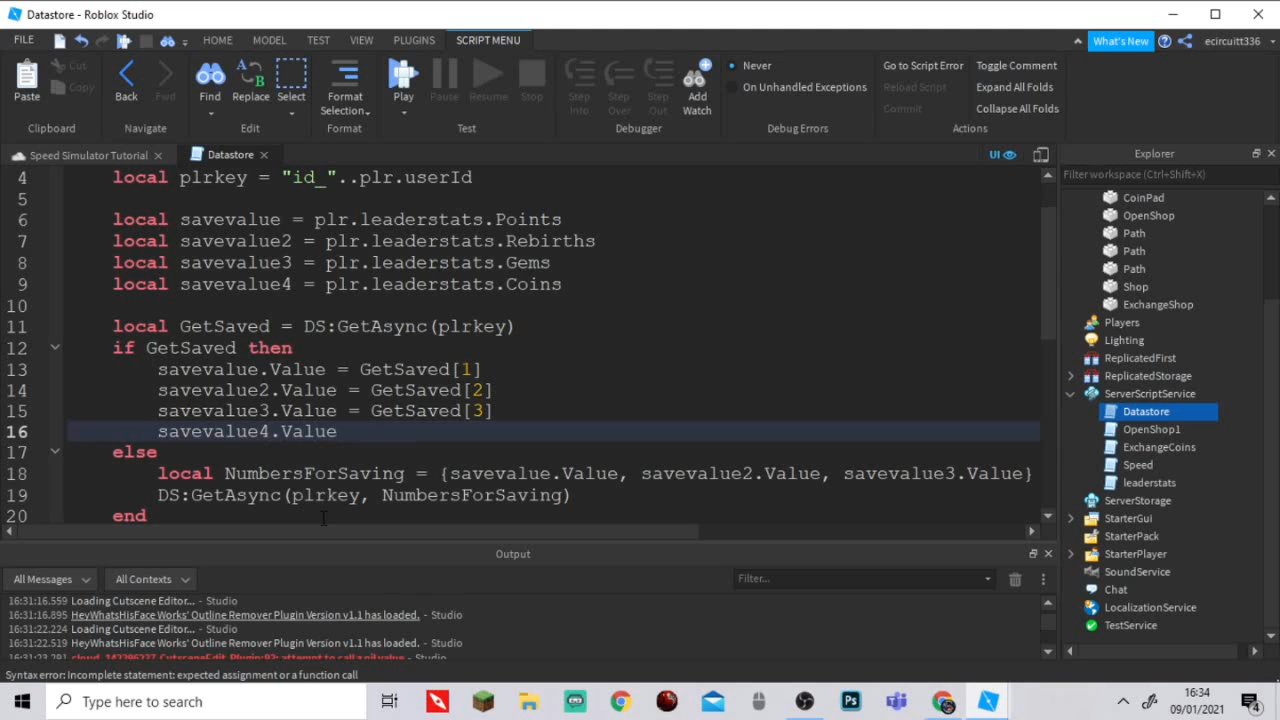 Datastore - Roblox Studio
FILE HOME MODEL TEST VIEW PLUGINS SCRIPT MENU What's New ecircuitt336
Paste Cut Copy Back Fwd Find Replace Select Format Selection Play Pause Resume Stop Step Into Step Over Step Out Add Watch
Never
On Unhandled Exceptions
Go to Script Error Toggle Comment
Reload Script Expand All Folds
Commit Collapse All Folds
Clipboard Navigate Edit Format Test Debugger Debug Errors Actions
Speed Simulator Tutorial Datastore UI
4 local plrkey = "id_"..plr.userId
5
6 local savevalue = plr.leaderstats.Points
7 local savevalue2 = plr.leaderstats.Rebirths
8 local savevalue3 = plr.leaderstats.Gems
9 local savevalue4 = plr.leaderstats.Coins
10
11 local GetSaved = DS:GetAsync(plrkey)
12 if GetSaved then
13 savevalue.Value = GetSaved[1]
14 savevalue2.Value = GetSaved[2]
15 savevalue3.Value = GetSaved[3]
16 savevalue4.Value
17 else
18 local NumbersForSaving = {savevalue.Value, savevalue2.Value, savevalue3.Value}
19 DS:GetAsync(plrkey, NumbersForSaving)
20 end
Explorer
Filter workspace (Ctrl+Shift+X)
CoinPad
OpenShop
Path
Path
Path
Shop
ExchangeShop
Players
Lighting
ReplicatedFirst
ReplicatedStorage
ServerScriptService
Datastore
OpenShop1
ExchangeCoins
Speed
leaderstats
ServerStorage
StarterGui
StarterPack
StarterPlayer
SoundService
Chat
LocalizationService
TestService
Output
All Messages All Contexts Filter...
16:31:16.559 Loading Cutscene Editor... - Studio
16:31:16.895 HeyWhatsHisFace Works' Outline Remover Plugin Version v1.1 has loaded. - Studio
16:31:22.224 Loading Cutscene Editor... - Studio
16:31:22.519 HeyWhatsHisFace Works' Outline Remover Plugin Version v1.1 has loaded. - Studio
Syntax error: Incomplete statement: expected assignment or a function call
Type here to search
Ps
16:34
09/01/2021
4